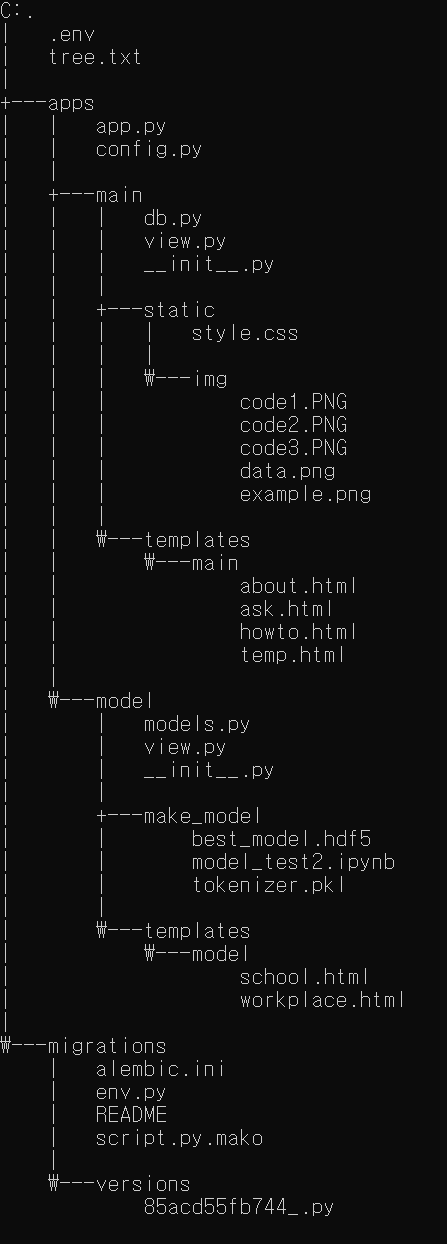 C:.
│   .env
│   tree.txt
│
+---apps
│   │   app.py
│   │   config.py
│   │
│   +---main
│   │   │   db.py
│   │   │   view.py
│   │   │   __init__.py
│   │   │
│   │   +---static
│   │   │   │   style.css
│   │   │   │
│   │   │   ₩---img
│   │   │           code1.PNG
│   │   │           code2.PNG
│   │   │           code3.PNG
│   │   │           data.png
│   │   │           example.png
│   │   │
│   │   ₩---templates
│   │       ₩---main
│   │               about.html
│   │               ask.html
│   │               howto.html
│   │               temp.html
│   │
│   ₩---model
│       │   models.py
│       │   view.py
│       │   __init__.py
│       │
│       +---make_model
│       │       best_model.hdf5
│       │       model_test2.ipynb
│       │       tokenizer.pkl
│       │
│       ₩---templates
│           ₩---model
│                   school.html
│                   workplace.html
│
₩---migrations
    │   alembic.ini
    │   env.py
    │   README
    │   script.py.mako
    │
    ₩---versions
            85acd55fb744_.py